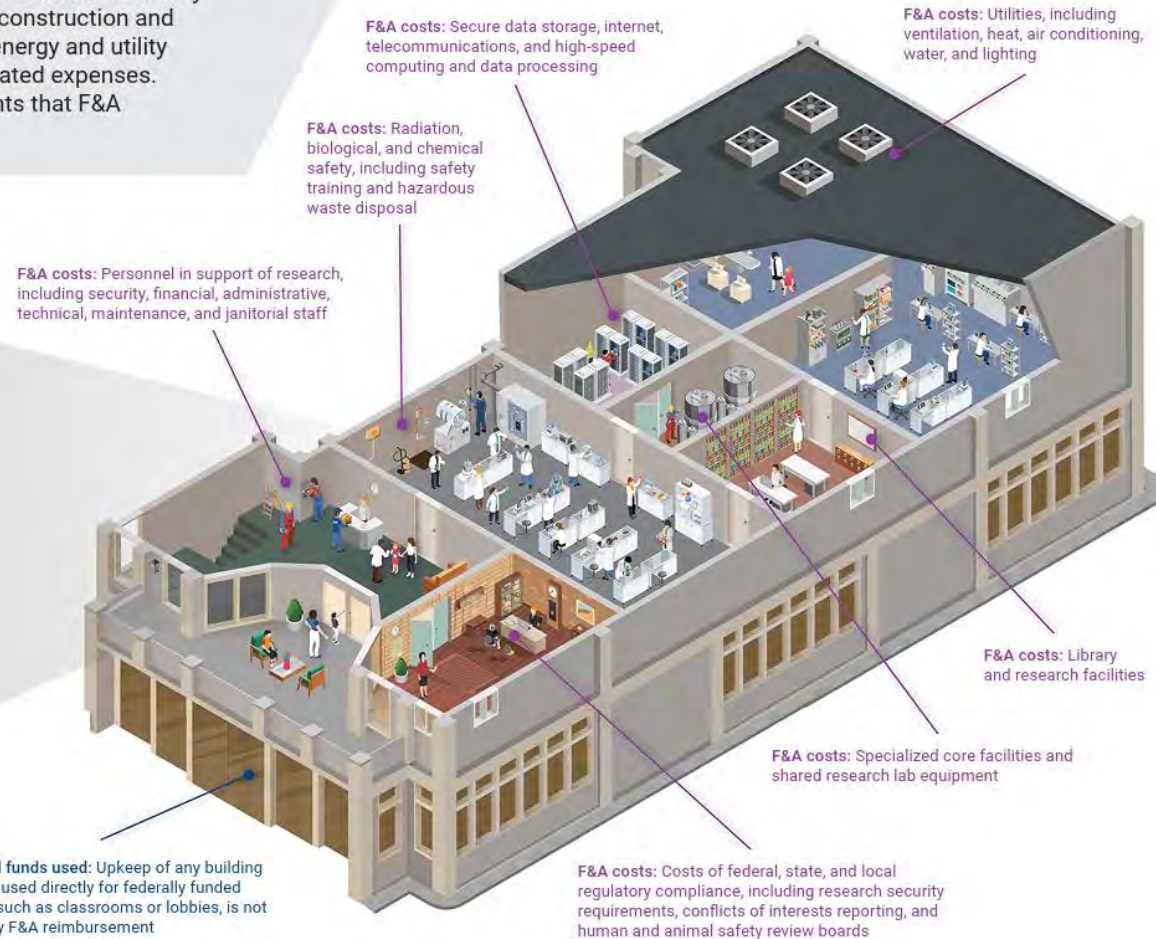 construction and
energy and utility
ated expenses.
nts that F&A
F&A costs: Secure data storage, internet,
telecommunications, and high-speed
computing and data processing
F&A costs: Utilities, including
ventilation, heat, air conditioning,
water, and lighting
F&A costs: Radiation,
biological, and chemical
safety, including safety
training and hazardous
waste disposal
F&A costs: Personnel in support of research,
including security, financial, administrative,
technical, maintenance, and janitorial staff
F&A costs: Library
and research facilities
F&A costs: Specialized core facilities and
shared research lab equipment
funds used: Upkeep of any building
used directly for federally funded
such as classrooms or lobbies, is not
y F&A reimbursement
F&A costs: Costs of federal, state, and local
regulatory compliance, including research security
requirements, conflicts of interests reporting, and
human and animal safety review boards